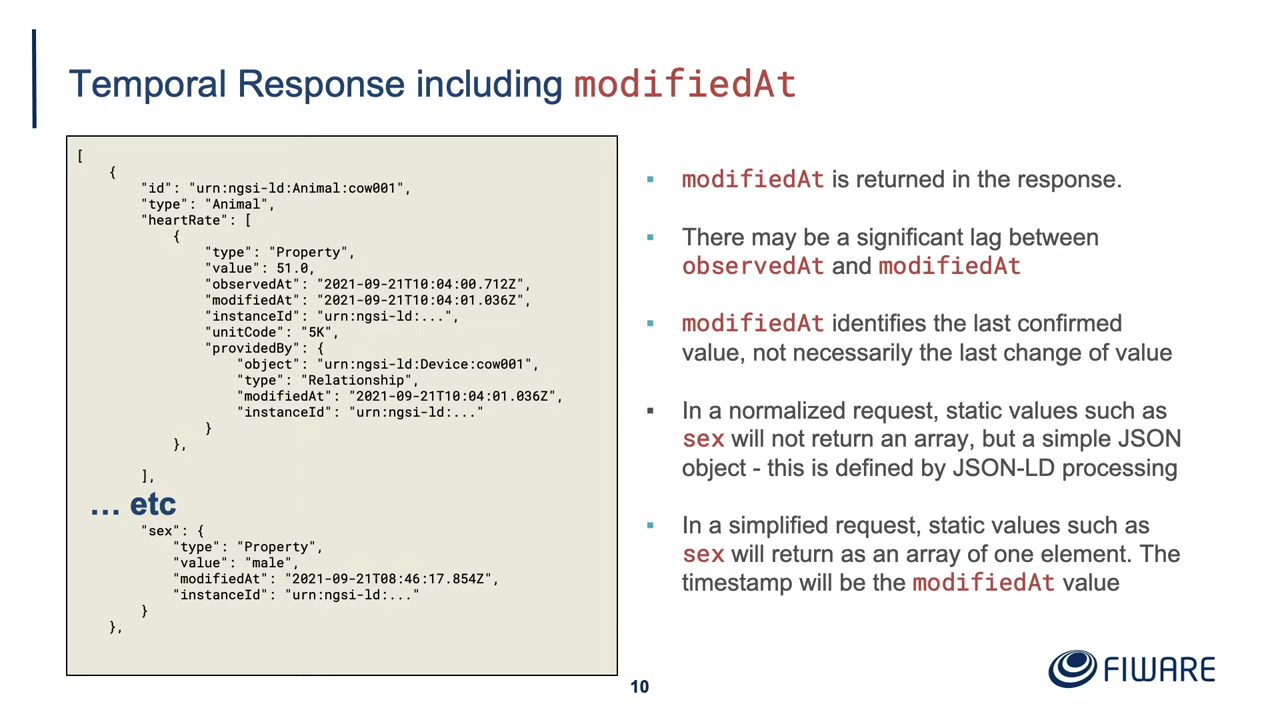 Temporal Response including modifiedAt
[
    {
        "id": "urn:ngsi-ld:Animal:cow001",
        "type": "Animal",
        "heartRate": [
            {
                "type": "Property",
                "value": 51.0,
                "observedAt": "2021-09-21T10:04:00.712Z",
                "modifiedAt": "2021-09-21T10:04:01.036Z",
                "instanceId": "urn:ngsi-ld:...",
                "unitCode": "5K",
                "providedBy": {
                    "object": "urn:ngsi-ld:Device:cow001",
                    "type": "Relationship",
                    "modifiedAt": "2021-09-21T10:04:01.036Z",
                    "instanceId": "urn:ngsi-ld:..."
                }
            },
        ],
... etc
        "sex": {
            "type": "Property",
            "value": "male",
            "modifiedAt": "2021-09-21T08:46:17.854Z",
            "instanceId": "urn:ngsi-ld:..."
        }
    },
▪ modifiedAt is returned in the response.
▪ There may be a significant lag between
observedAt and modifiedAt
▪ modifiedAt identifies the last confirmed
value, not necessarily the last change of value
▪ In a normalized request, static values such as
sex will not return an array, but a simple JSON
object - this is defined by JSON-LD processing
▪ In a simplified request, static values such as
sex will return as an array of one element. The
timestamp will be the modifiedAt value
10
FIWARE